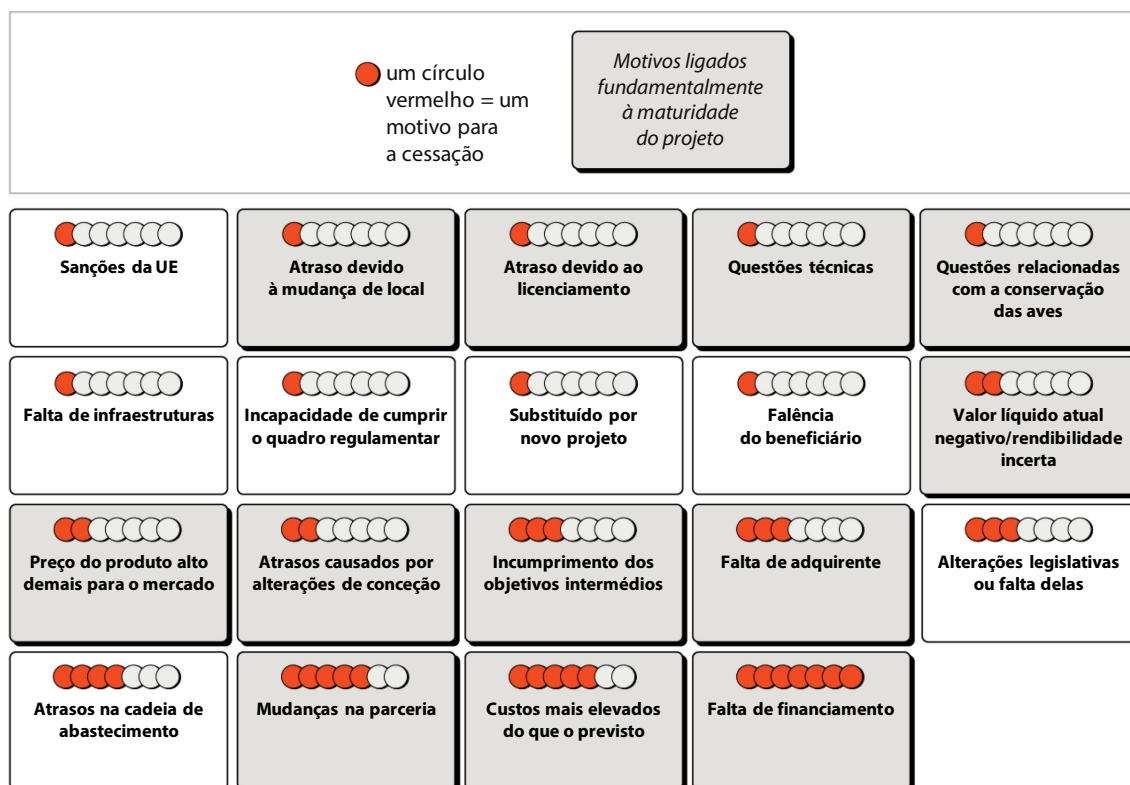 um círculo
vermelho = um
motivo para
a cessação
Motivos ligados
fundamentalmente
à maturidade
do projeto
Sanções da UE
Atraso devido
à mudança de local
Atraso devido ao
licenciamento
Questões técnicas
Questões relacionadas
com a conservação
das aves
Falta de infraestruturas
Incapacidade de cumprir
o quadro regulamentar
Substituído por
novo projeto
Falência
do beneficiário
Valor líquido atual
negativo/rendibilidade
incerta
Preço do produto alto
demais para o mercado
Atrasos causados por
alterações de conceção
Incumprimento dos
objetivos intermédios
Falta de adquirente
Alterações legislativas
ou falta delas
Atrasos na cadeia de
abastecimento
Mudanças na parceria
Custos mais elevados
do que o previsto
Falta de financiamento